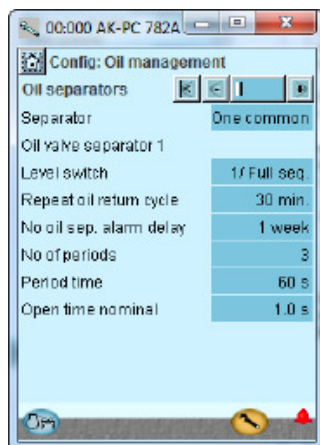 00:000 AK-PC 782A
Config: Oil management
Oil separators
Separator One common
Oil valve separator 1
Level switch 1/ Full seq.
Repeat oil return cycle 30 min.
No oil sep. alarm delay 1 week
No of periods 3
Period time 60 s
Open time nominal 1.0 s